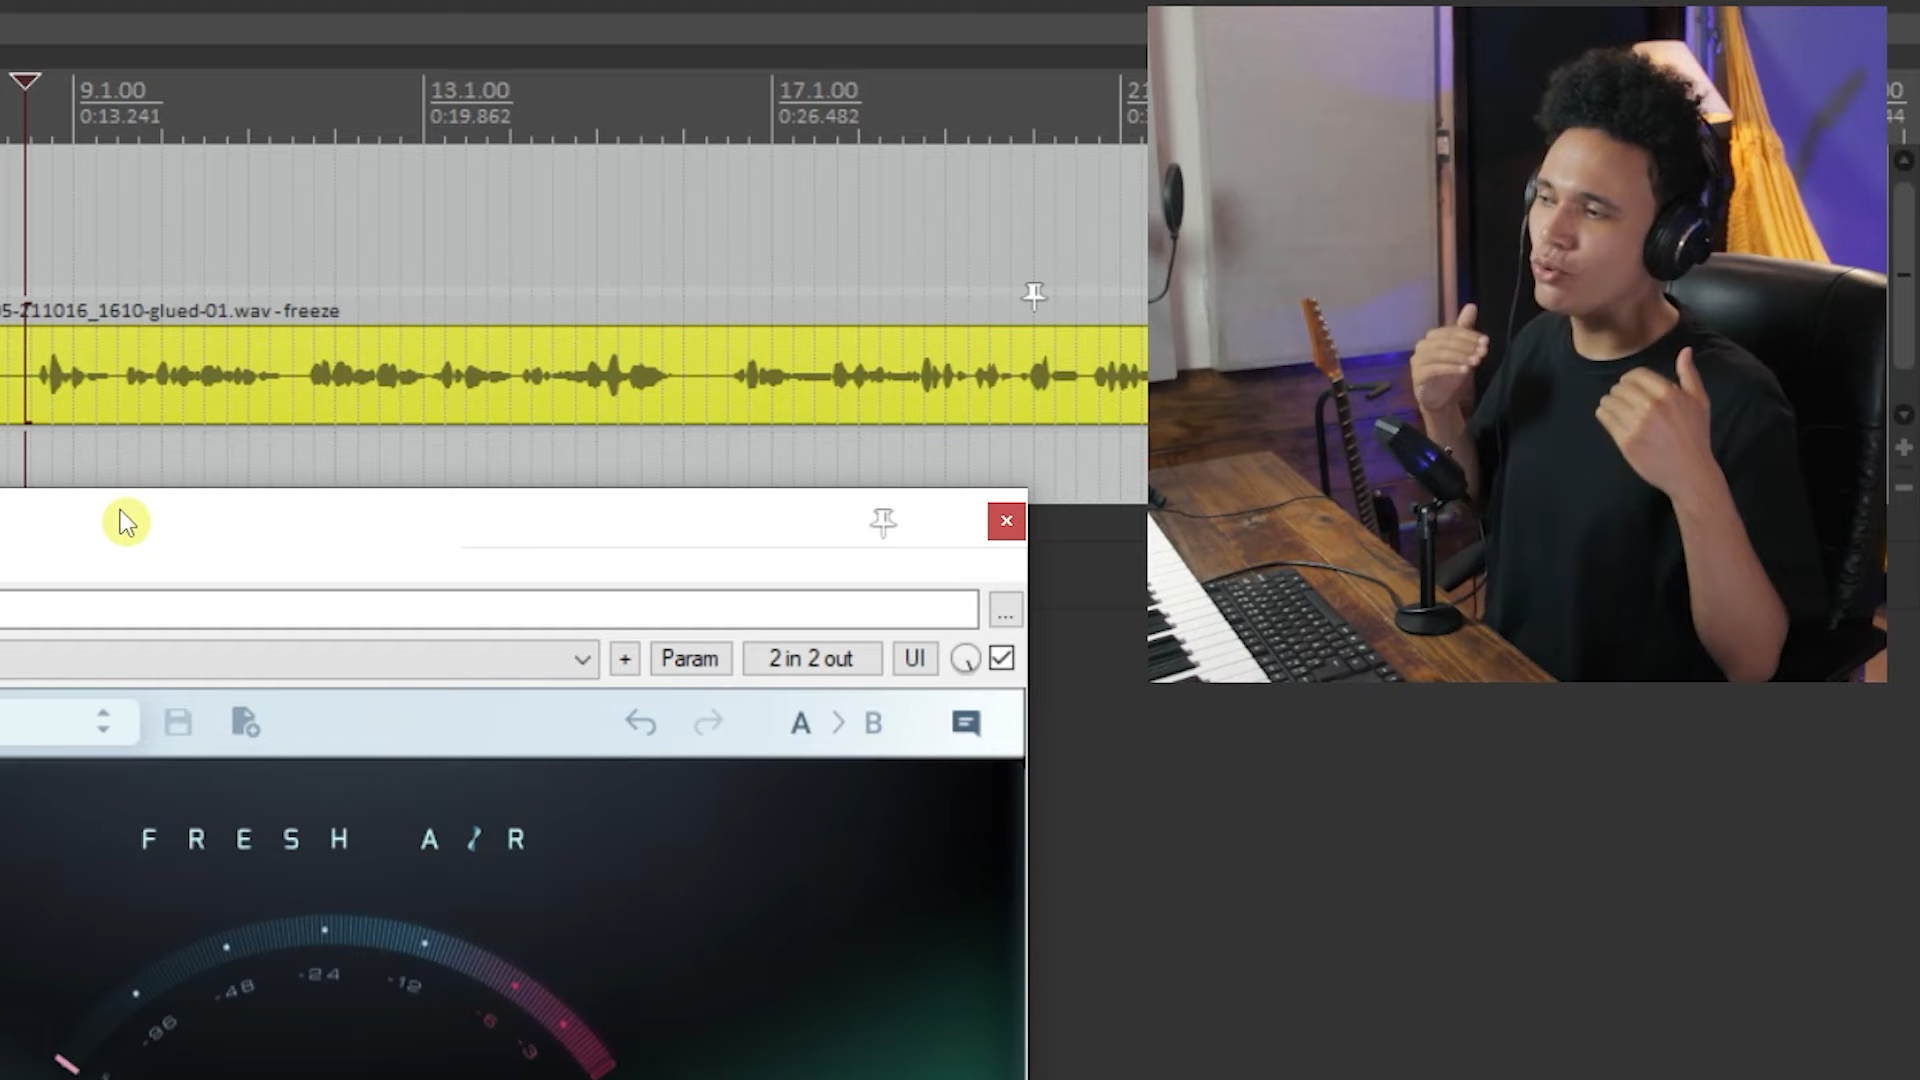 9.1.00 13.1.00 17.1.00
0:13.241 0:19.862 0:26.482
05-211016_1610-glued-01.wav - freeze
...
+ Param 2 in 2 out UI
A > B
FRESH AIR
-96 -48 -24 -12 -6 -3